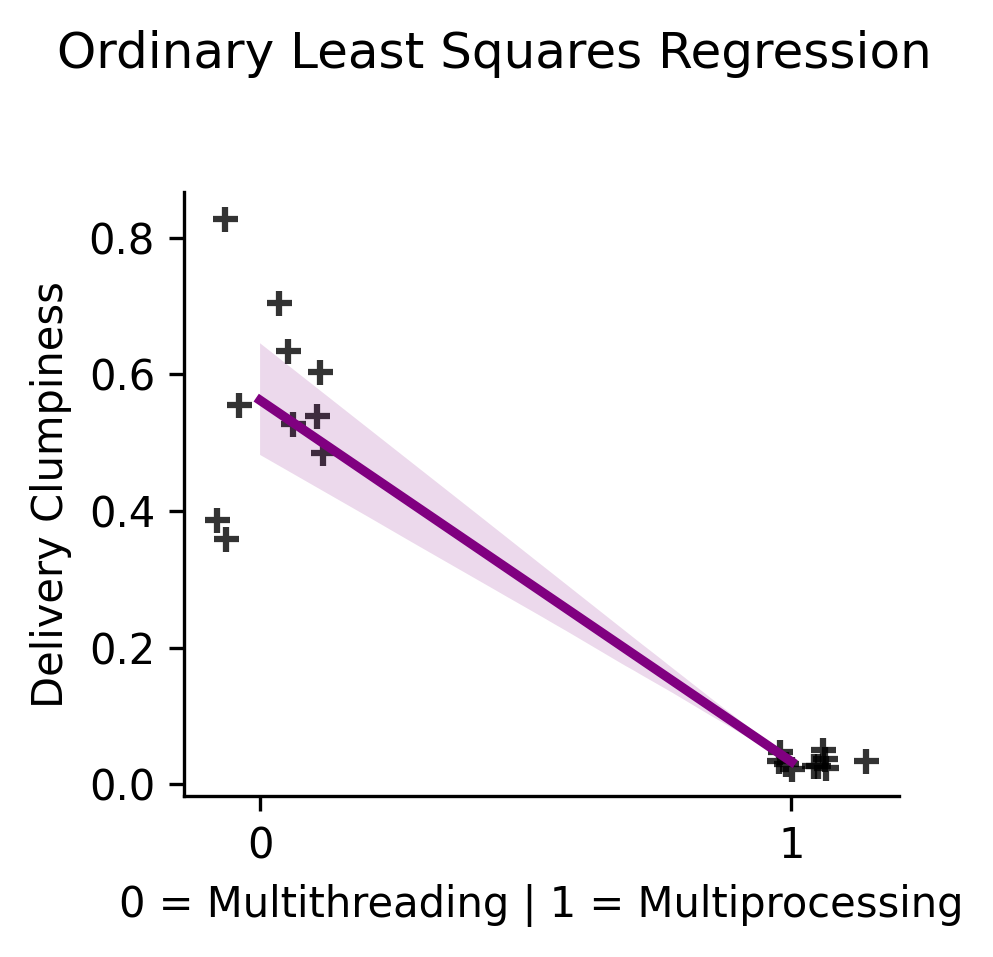 Ordinary Least Squares Regression
Delivery Clumpiness
0.8
0.6
0.4
0.2
0.0
0 1
0 = Multithreading | 1 = Multiprocessing